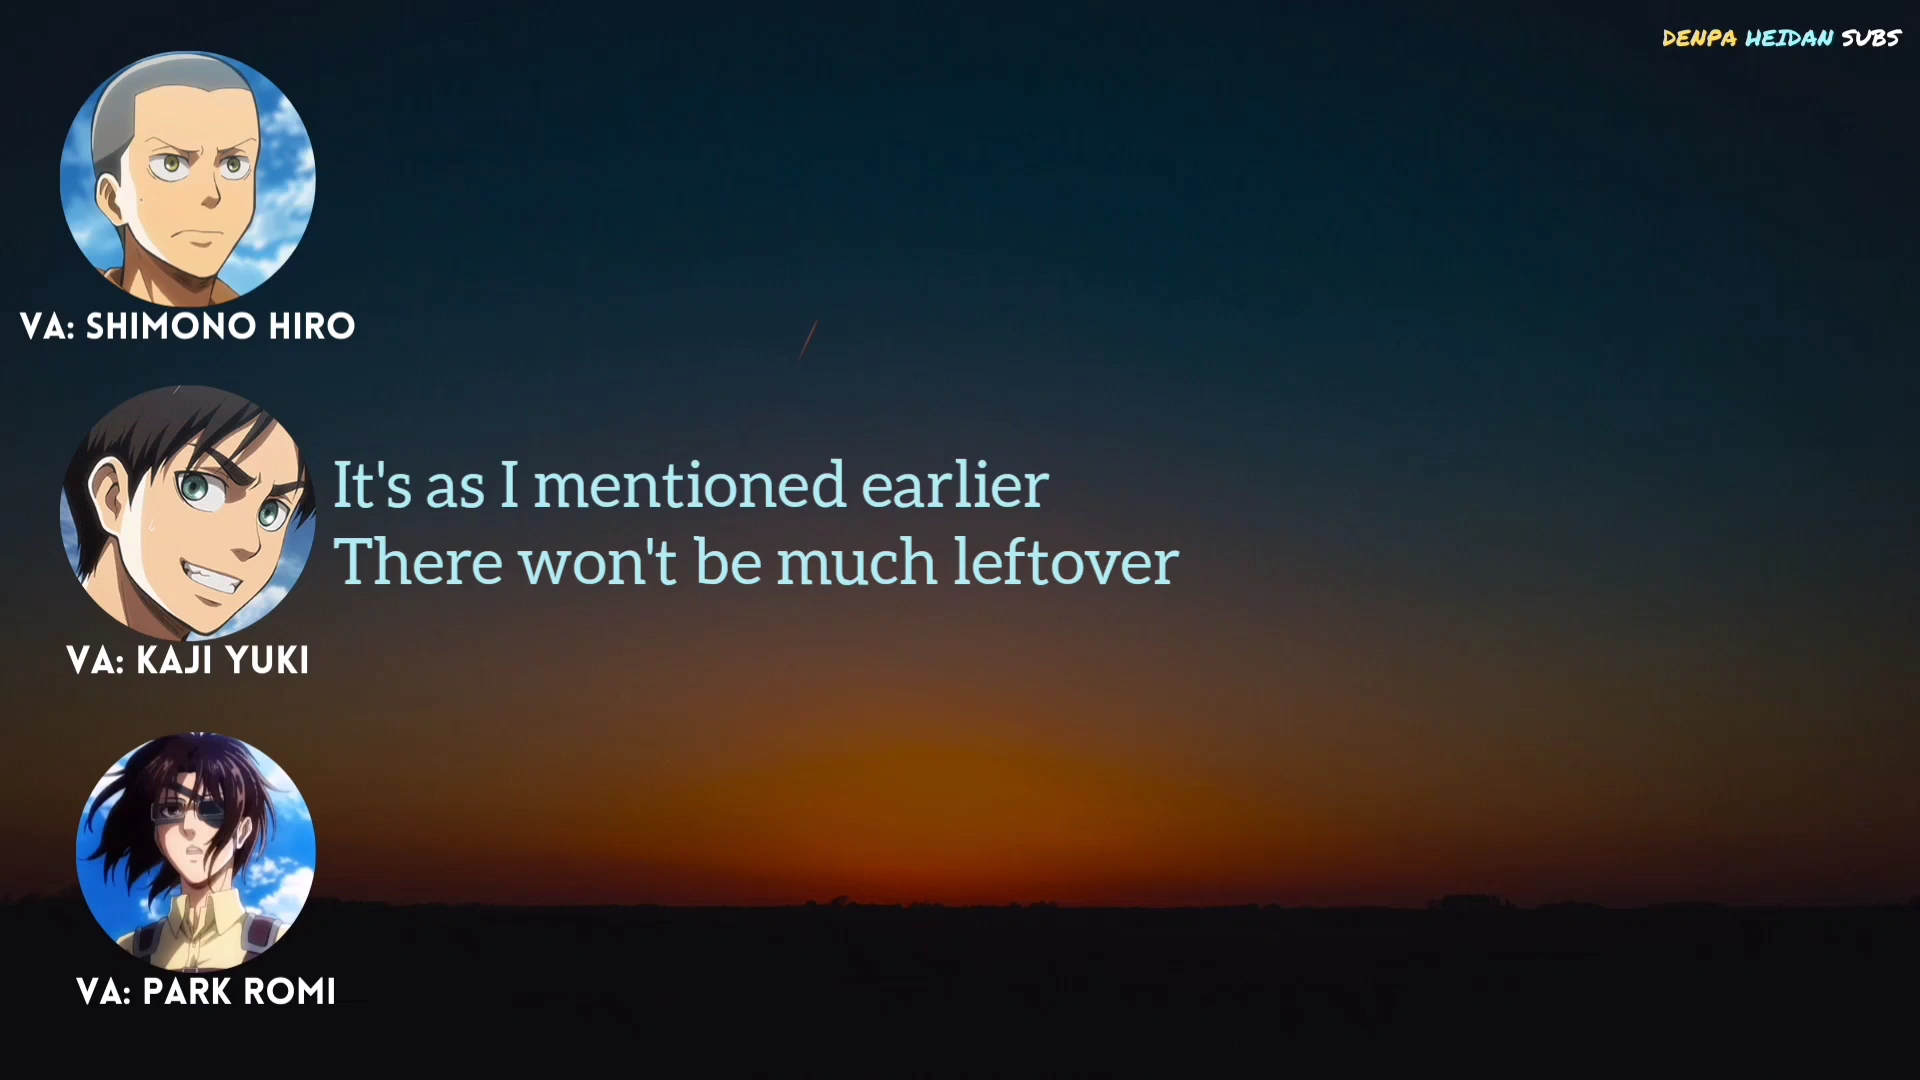 DENPA HEIDAN SUBS
VA: SHIMONO HIRO
It's as I mentioned earlier
There won't be much leftover
VA: KAJI YUKI
VA: PARK ROMI